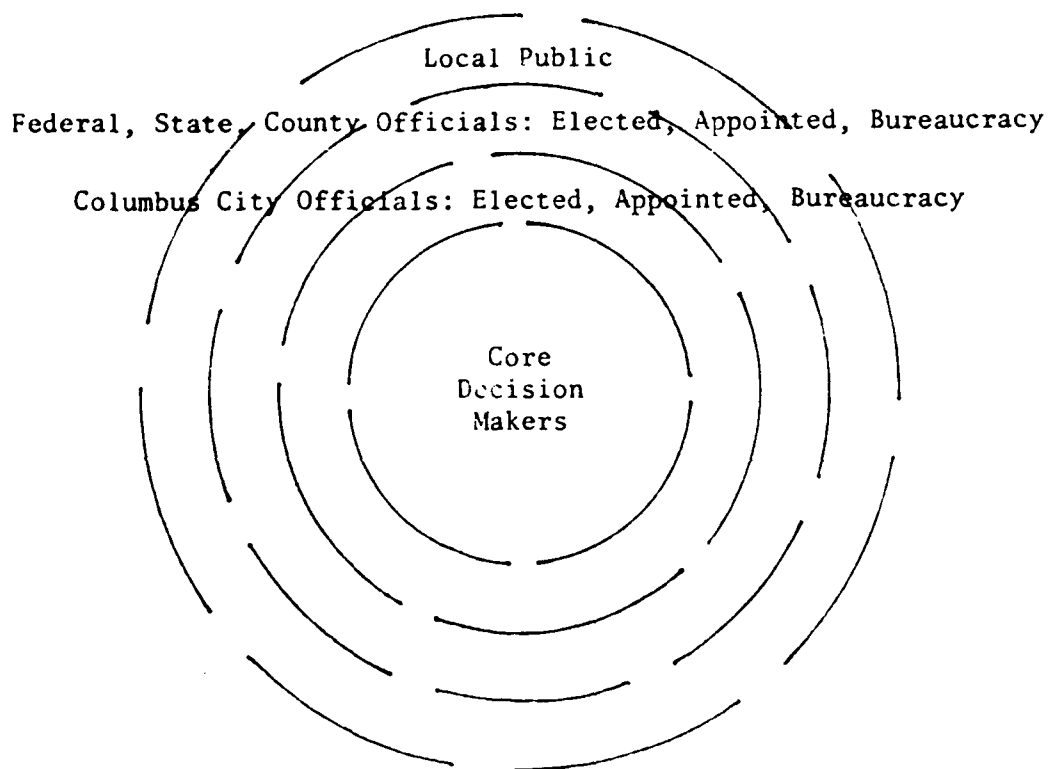 Local Public
Federal, State, County Officials: Elected, Appointed, Bureaucracy
Columbus City Officials: Elected, Appointed, Bureaucracy
Core
Decision
Makers